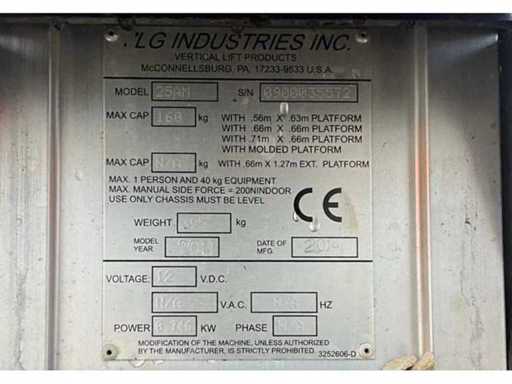 JLG INDUSTRIES INC.
VERTICAL LIFT PRODUCTS
McCONNELLSBURG, PA, 17233-9533 U.S.A.
MODEL 25AM S/N
MAX CAP 160 kg WITH .56m X .63m PLATFORM
WITH .66m X .66m PLATFORM
WITH .71m X .66m PLATFORM
WITH MOLDED PLATFORM
MAX CAP N/A kg WITH .66m X 1.27m EXT. PLATFORM
MAX. 1 PERSON AND 40 kg EQUIPMENT
MAX. MANUAL SIDE FORCE = 200NINDOOR
USE ONLY CHASSIS MUST BE LEVEL
CE
WEIGHT kg
MODEL YEAR DATE OF MFG.
VOLTAGE: 12 V.D.C.
N/A V.A.C. N/A HZ
POWER KW PHASE N/A
MODIFICATION OF THE MACHINE, UNLESS AUTHORIZED
BY THE MANUFACTURER, IS STRICTLY PROHIBITED. 3252606-D